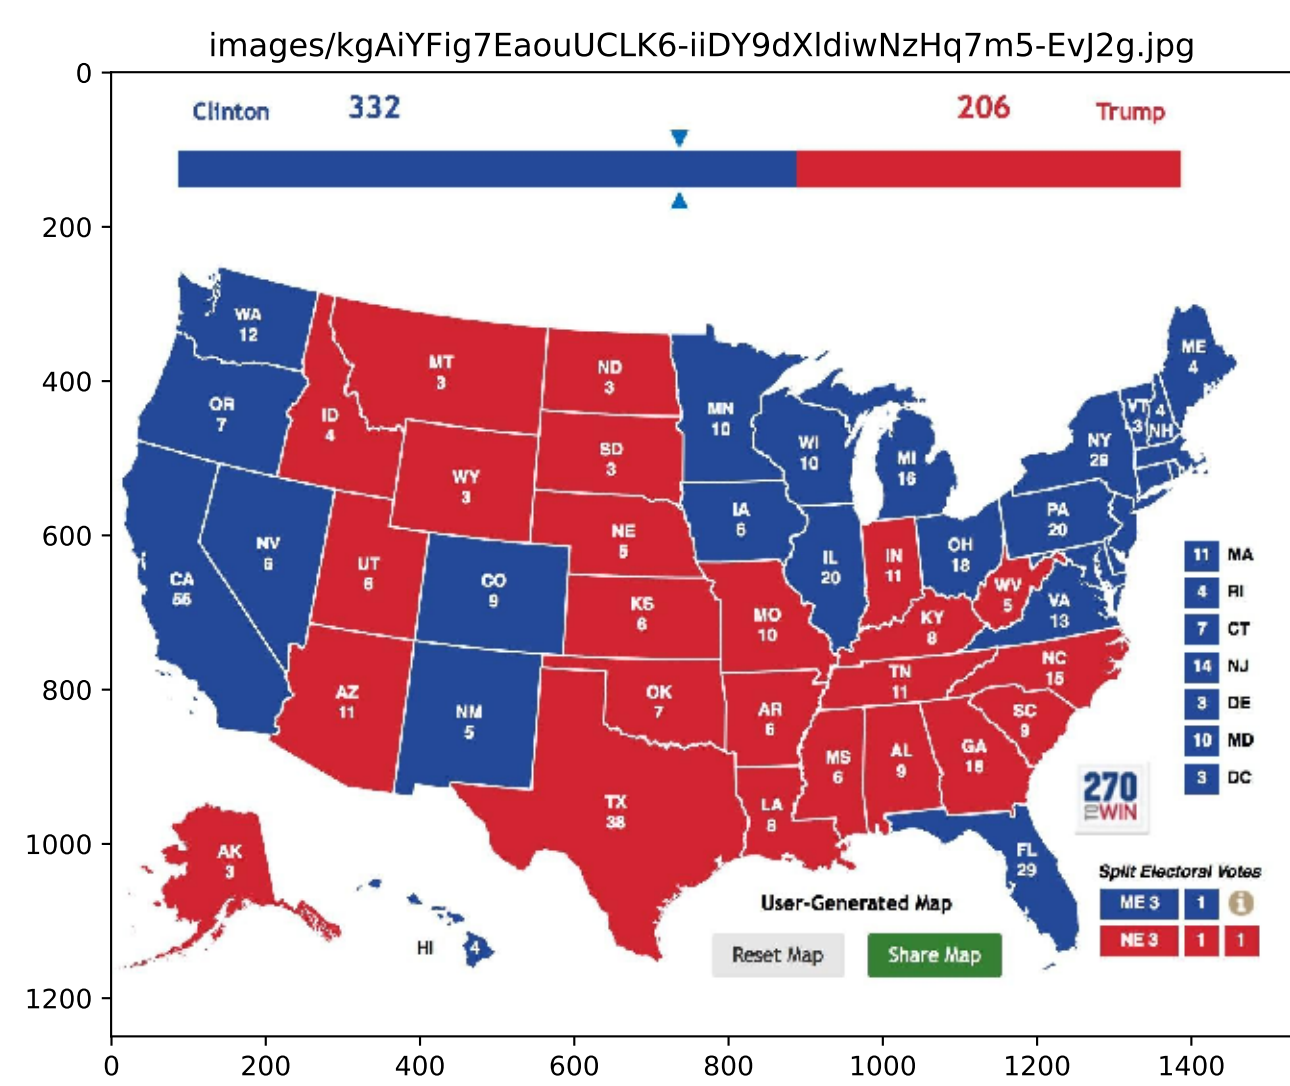 images/kgAiYFig7EaouUCLK6-iiDY9dXldiwNzHq7m5-EvJ2g.jpg
0
200
400
600
800
1000
1200
Clinton 332 206 Trump
WA
12
OR
7
ID
4
MT
3
ND
3
MN
10
WI
10
MI
16
ME
4
VT
3
4
NH
NY
29
SD
3
WY
3
NE
5
IA
6
PA
20
NV
6
UT
6
CO
9
CA
55
KS
6
MO
10
IL
20
IN
11
OH
18
WV
5
VA
13
KY
8
AZ
11
NM
5
OK
7
AR
6
TN
11
NC
15
SC
9
MS
6
AL
9
GA
16
TX
38
LA
8
FL
29
AK
3
HI 4
11 MA
4 RI
7 CT
14 NJ
3 DE
10 MD
3 DC
270
TO WIN
Split Electoral Votes
ME 3 1 i
NE 3 1 1
User-Generated Map
Reset Map Share Map
0 200 400 600 800 1000 1200 1400